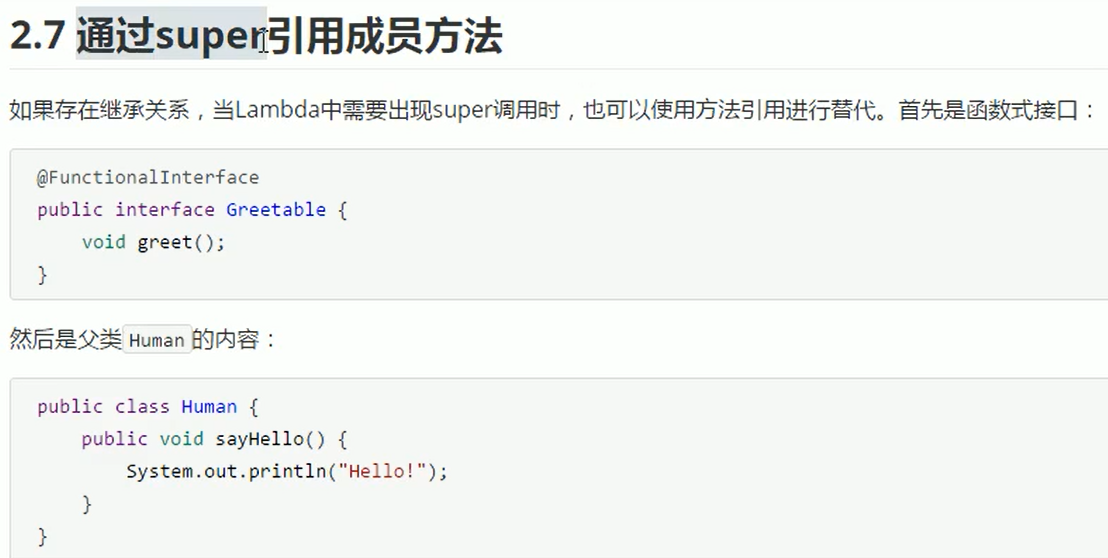 2.7 通过super引用成员方法
如果存在继承关系，当Lambda中需要出现super调用时，也可以使用方法引用进行替代。首先是函数式接口：
@FunctionalInterface
public interface Greetable {
    void greet();
}
然后是父类Human的内容：
public class Human {
    public void sayHello() {
        System.out.println("Hello!");
    }
}